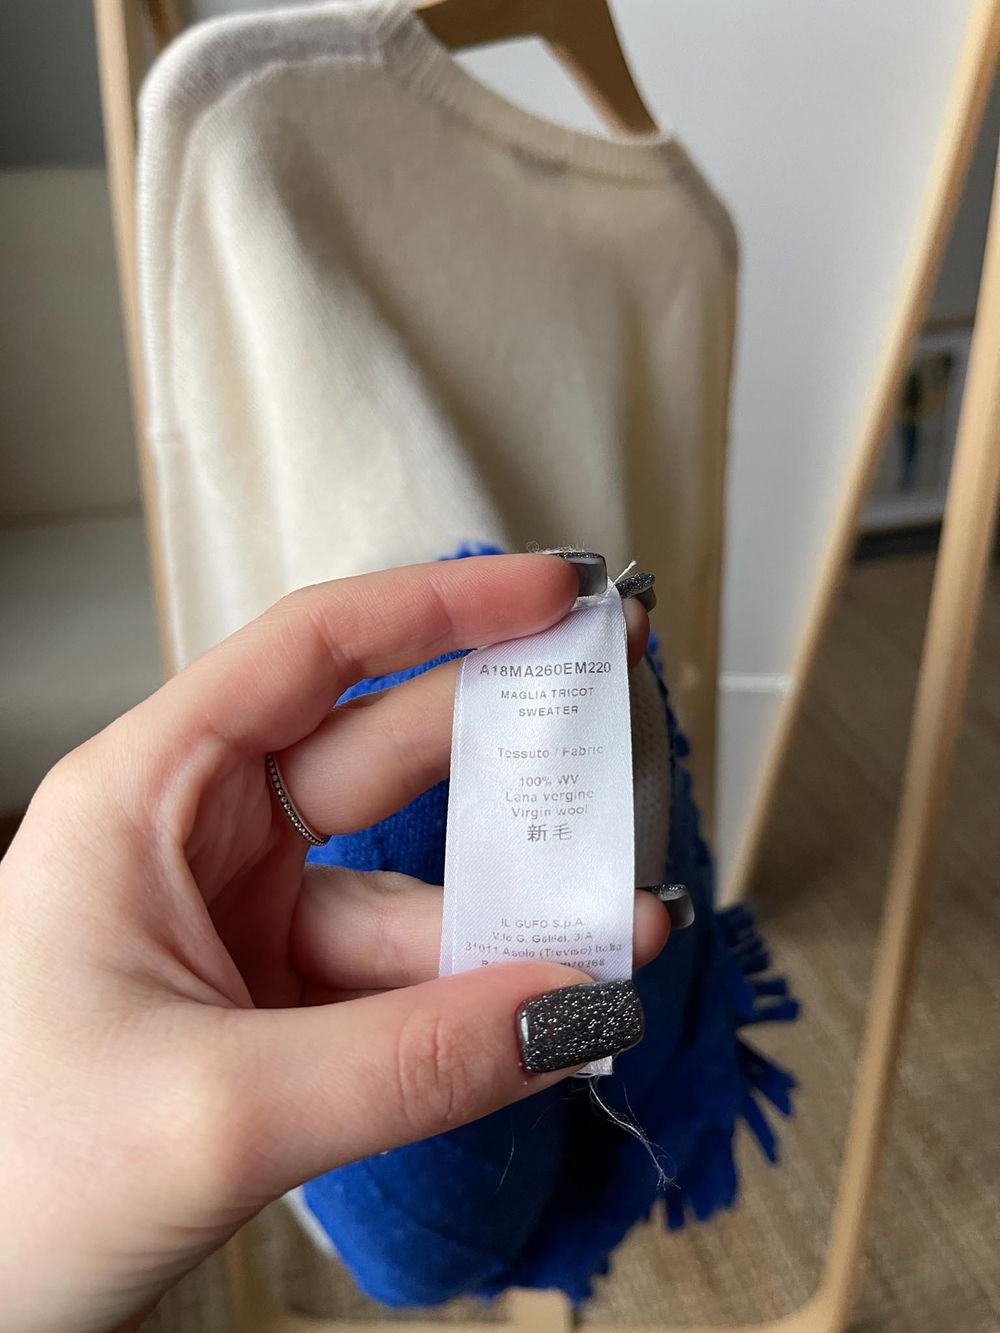 A18MA260EM220
MAGLIA TRICOT
SWEATER
Tessuto / Fabric
100% WV
Lana vergine
Virgin wool
新毛
IL GUFO S.p.A.
V.le G. Galilei, 3/A
31011 Asolo (Treviso) Italia